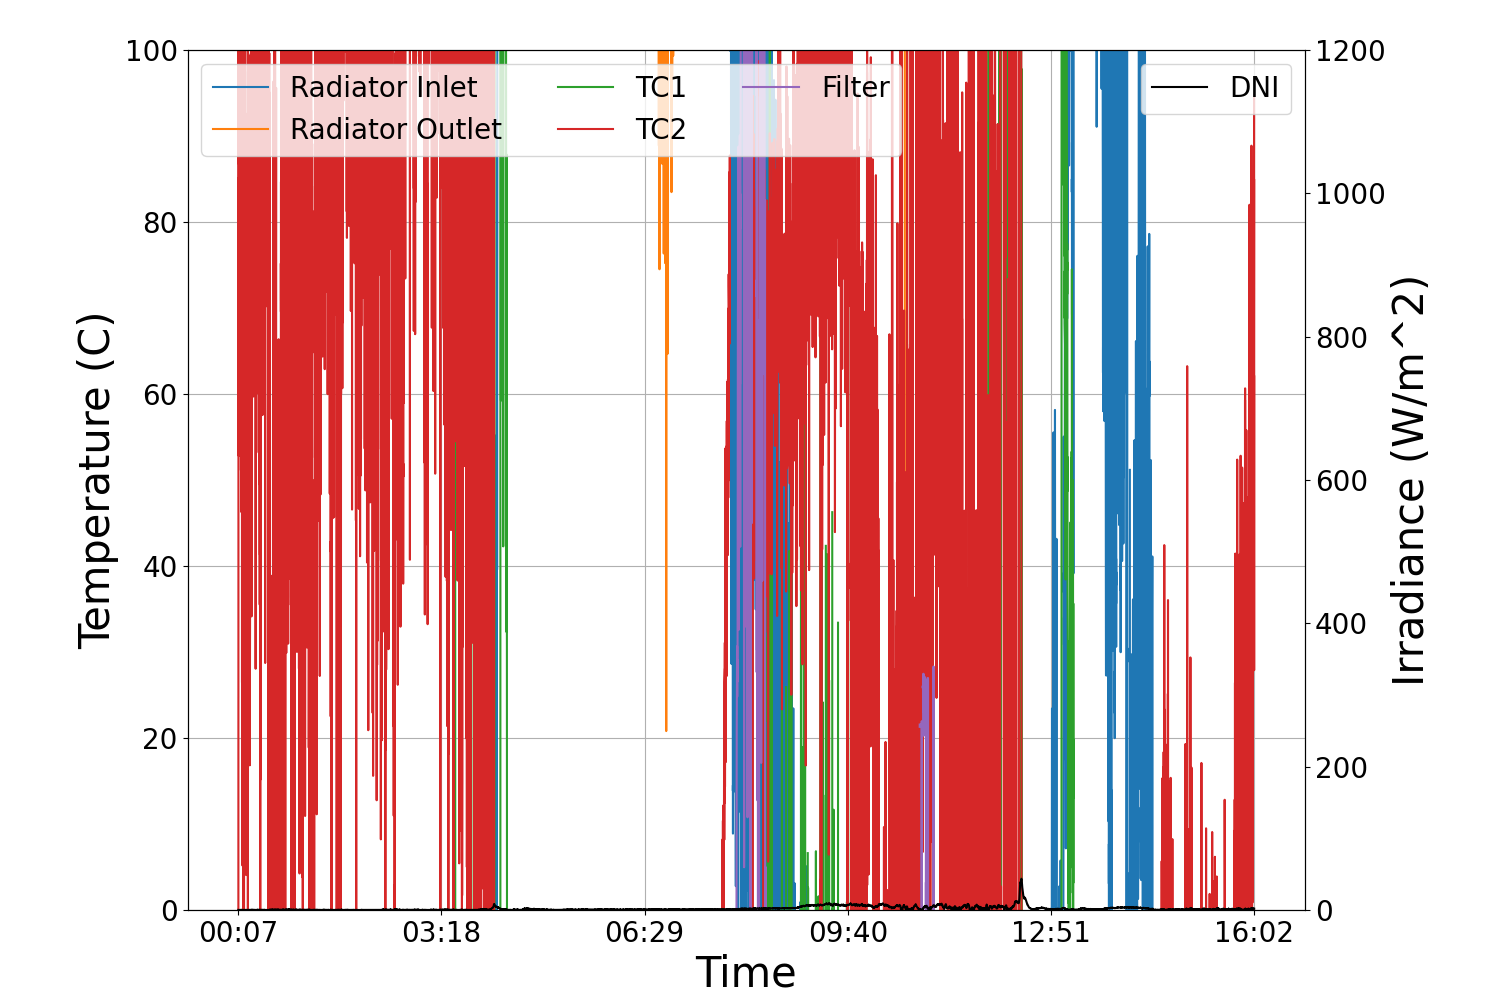 100
80
60
40
20
0
Temperature (C)
Radiator Inlet
Radiator Outlet
TC1
TC2
Filter
DNI
1200
1000
800
600
400
200
0
Irradiance (W/m^2)
00:07 03:18 06:29 09:40 12:51 16:02
Time